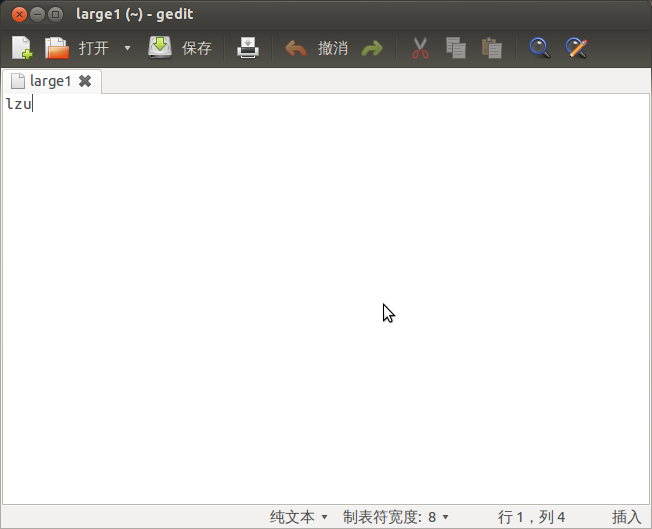 large1 (~) - gedit
打开 保存 撤消
large1
lzu
纯文本 制表符宽度: 8 行 1，列 4 插入